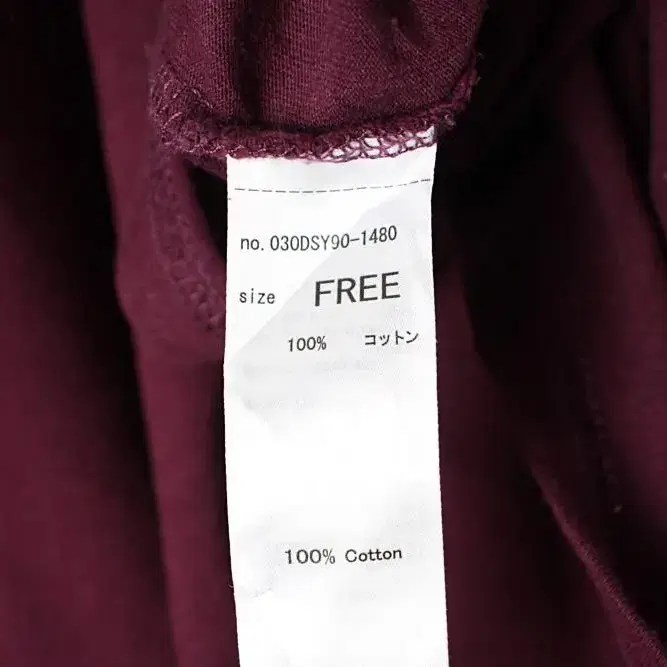 no. 030DSY90-1480
size FREE
100% コットン
100% Cotton